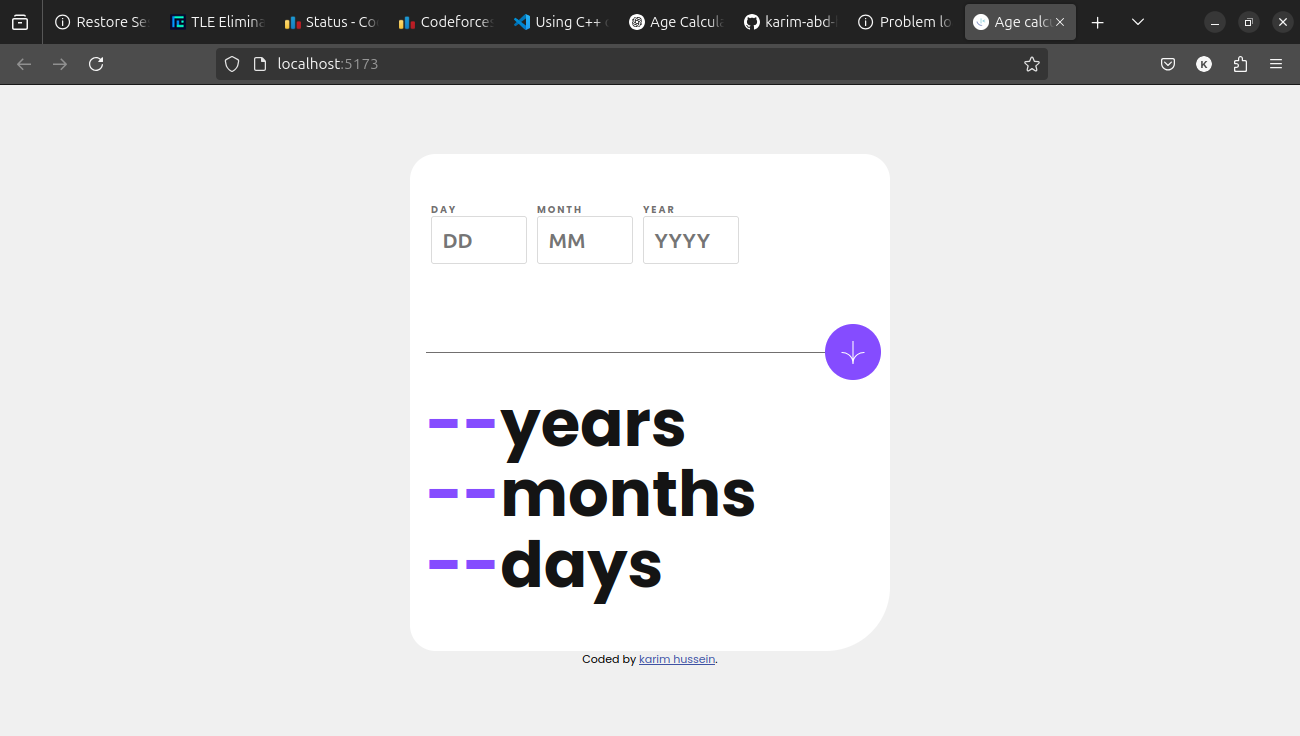 Restore Se
TLE Elimina
Status - Co
Codeforces
Using C++
Age Calcula
karim-abd-
Problem lo
Age calc
localhost:5173
DAY MONTH YEAR
DD MM YYYY
--years
--months
--days
Coded by karim hussein.